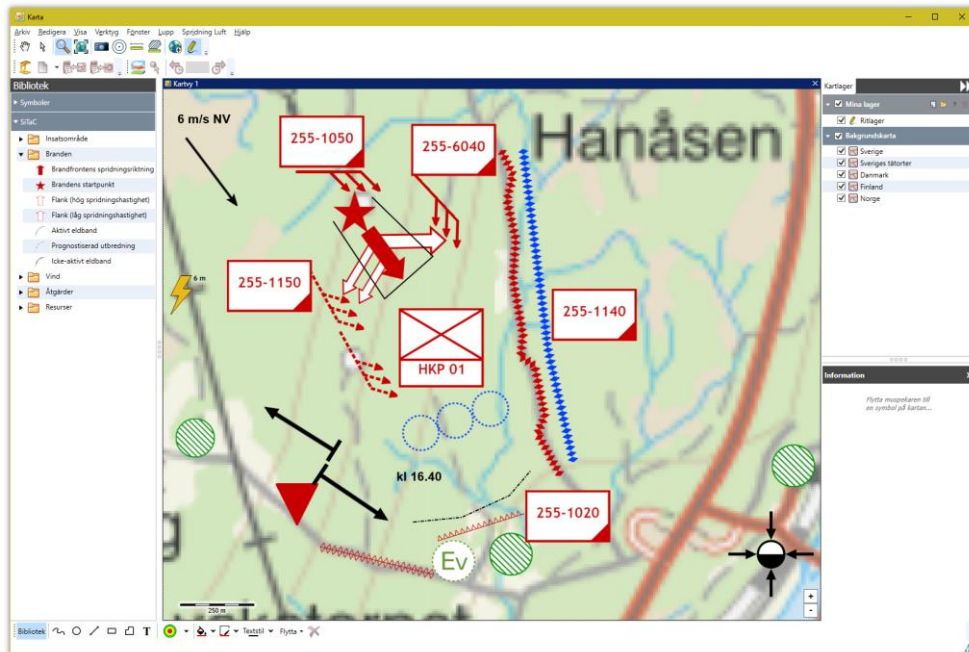 Karta
Arkiv Redigera Visa Verktyg Fönster Lupp Spridning Luft Hjälp
Bibliotek
Symboler
SiTaC
Insatsområde
Branden
Brandfrontens spridningsriktning
Brandens startpunkt
Flank (hög spridningshastighet)
Flank (låg spridningshastighet)
Aktivt eldband
Prognostiserad utbredning
Icke-aktivt eldband
Vind
Åtgärder
Resurser
Kartvy 1
6 m/s NV
255-1050
255-6040
Hanåsen
6 m
255-1150
255-1140
HKP 01
kl 16.40
255-1020
Ev
g
250 m
+
-
Kartlager
Mina lager
Ritlager
Bakgrundskarta
Sverige
Sveriges tätorter
Danmark
Finland
Norge
Information
Flytta muspekaren till
en symbol på kartan...
Bibliotek T Textstil Flytta